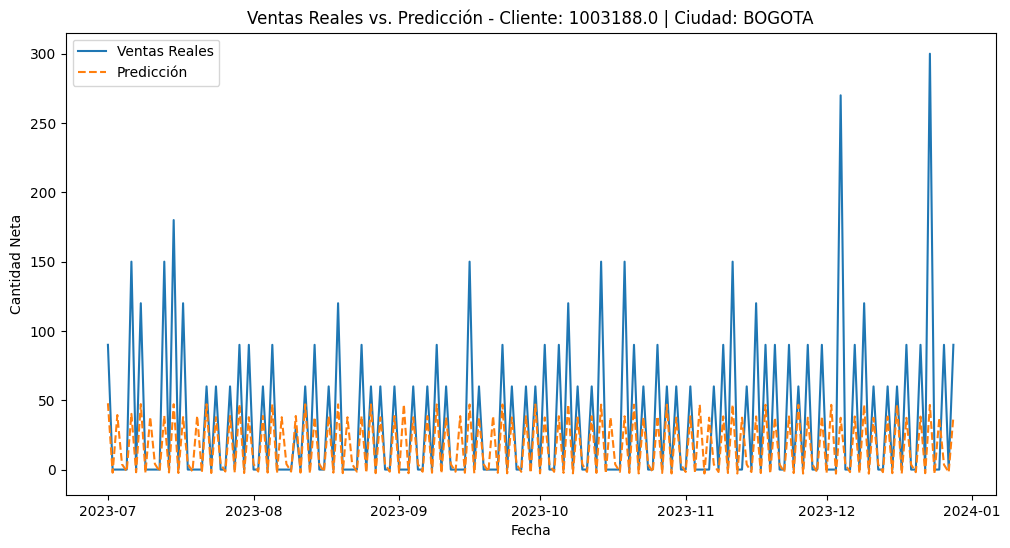 Ventas Reales vs. Predicción - Cliente: 1003188.0 | Ciudad: BOGOTA
Ventas Reales
Predicción
Cantidad Neta
300
250
200
150
100
50
0
2023-07
2023-08
2023-09
2023-10
2023-11
2023-12
2024-01
Fecha